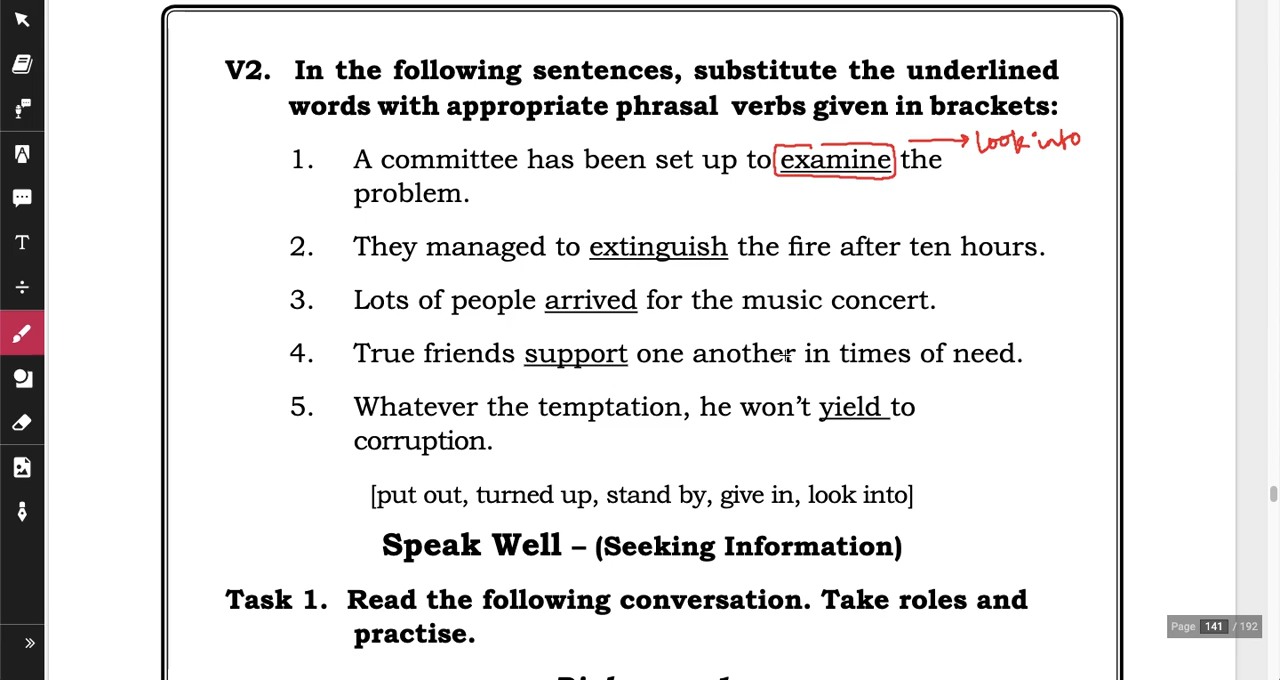 V2. In the following sentences, substitute the underlined
words with appropriate phrasal verbs given in brackets:
look into
1. A committee has been set up to examine the
problem.
2. They managed to extinguish the fire after ten hours.
3. Lots of people arrived for the music concert.
4. True friends support one another in times of need.
5. Whatever the temptation, he won't yield to
corruption.
[put out, turned up, stand by, give in, look into]
Speak Well – (Seeking Information)
Task 1. Read the following conversation. Take roles and
practise.
Page 141 / 192